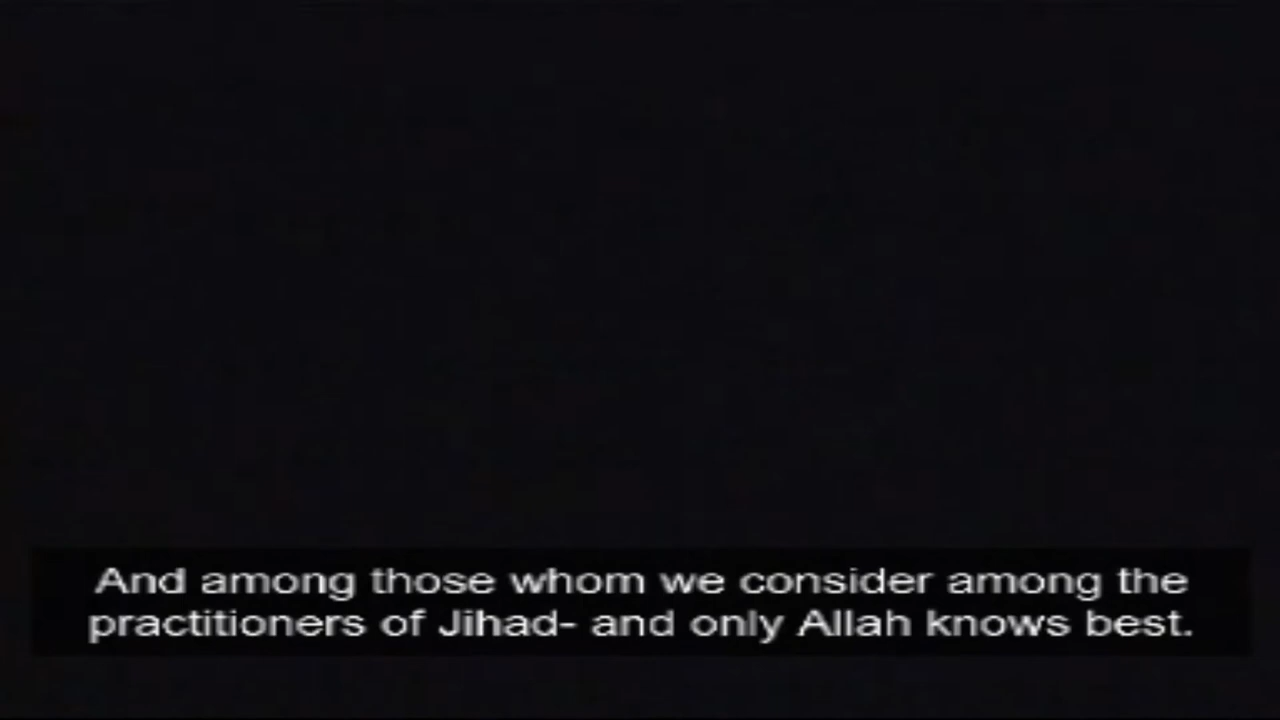 And among those whom we consider among the
practitioners of Jihad- and only Allah knows best.